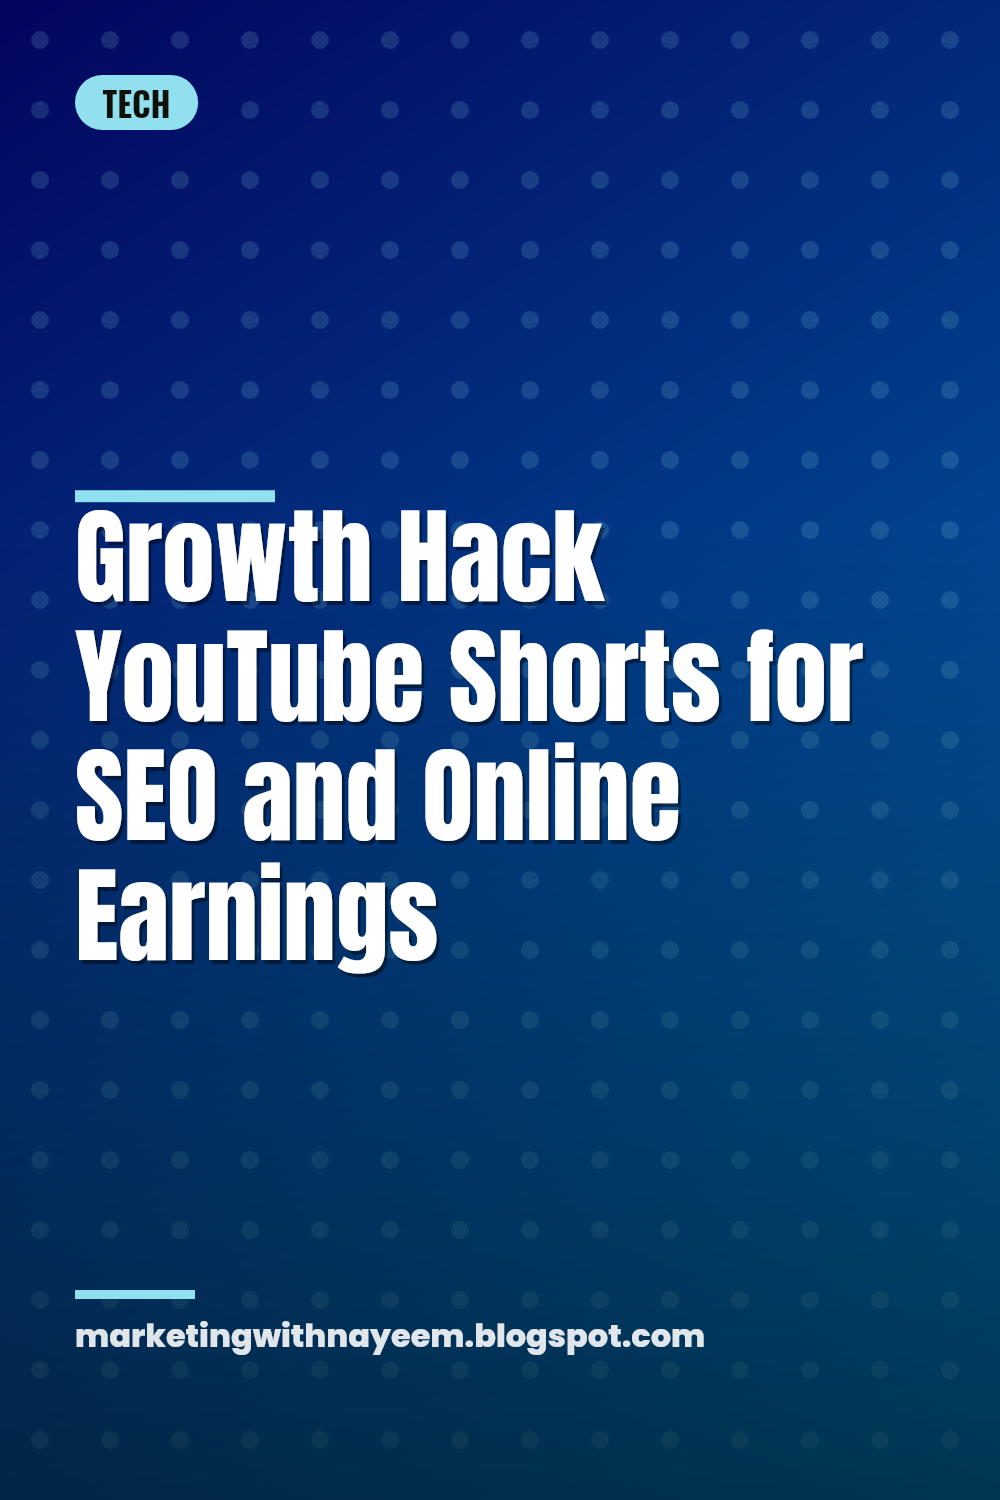 TECH
Growth Hack
YouTube Shorts for
SEO and Online
Earnings
marketingwithnayeem.blogspot.com